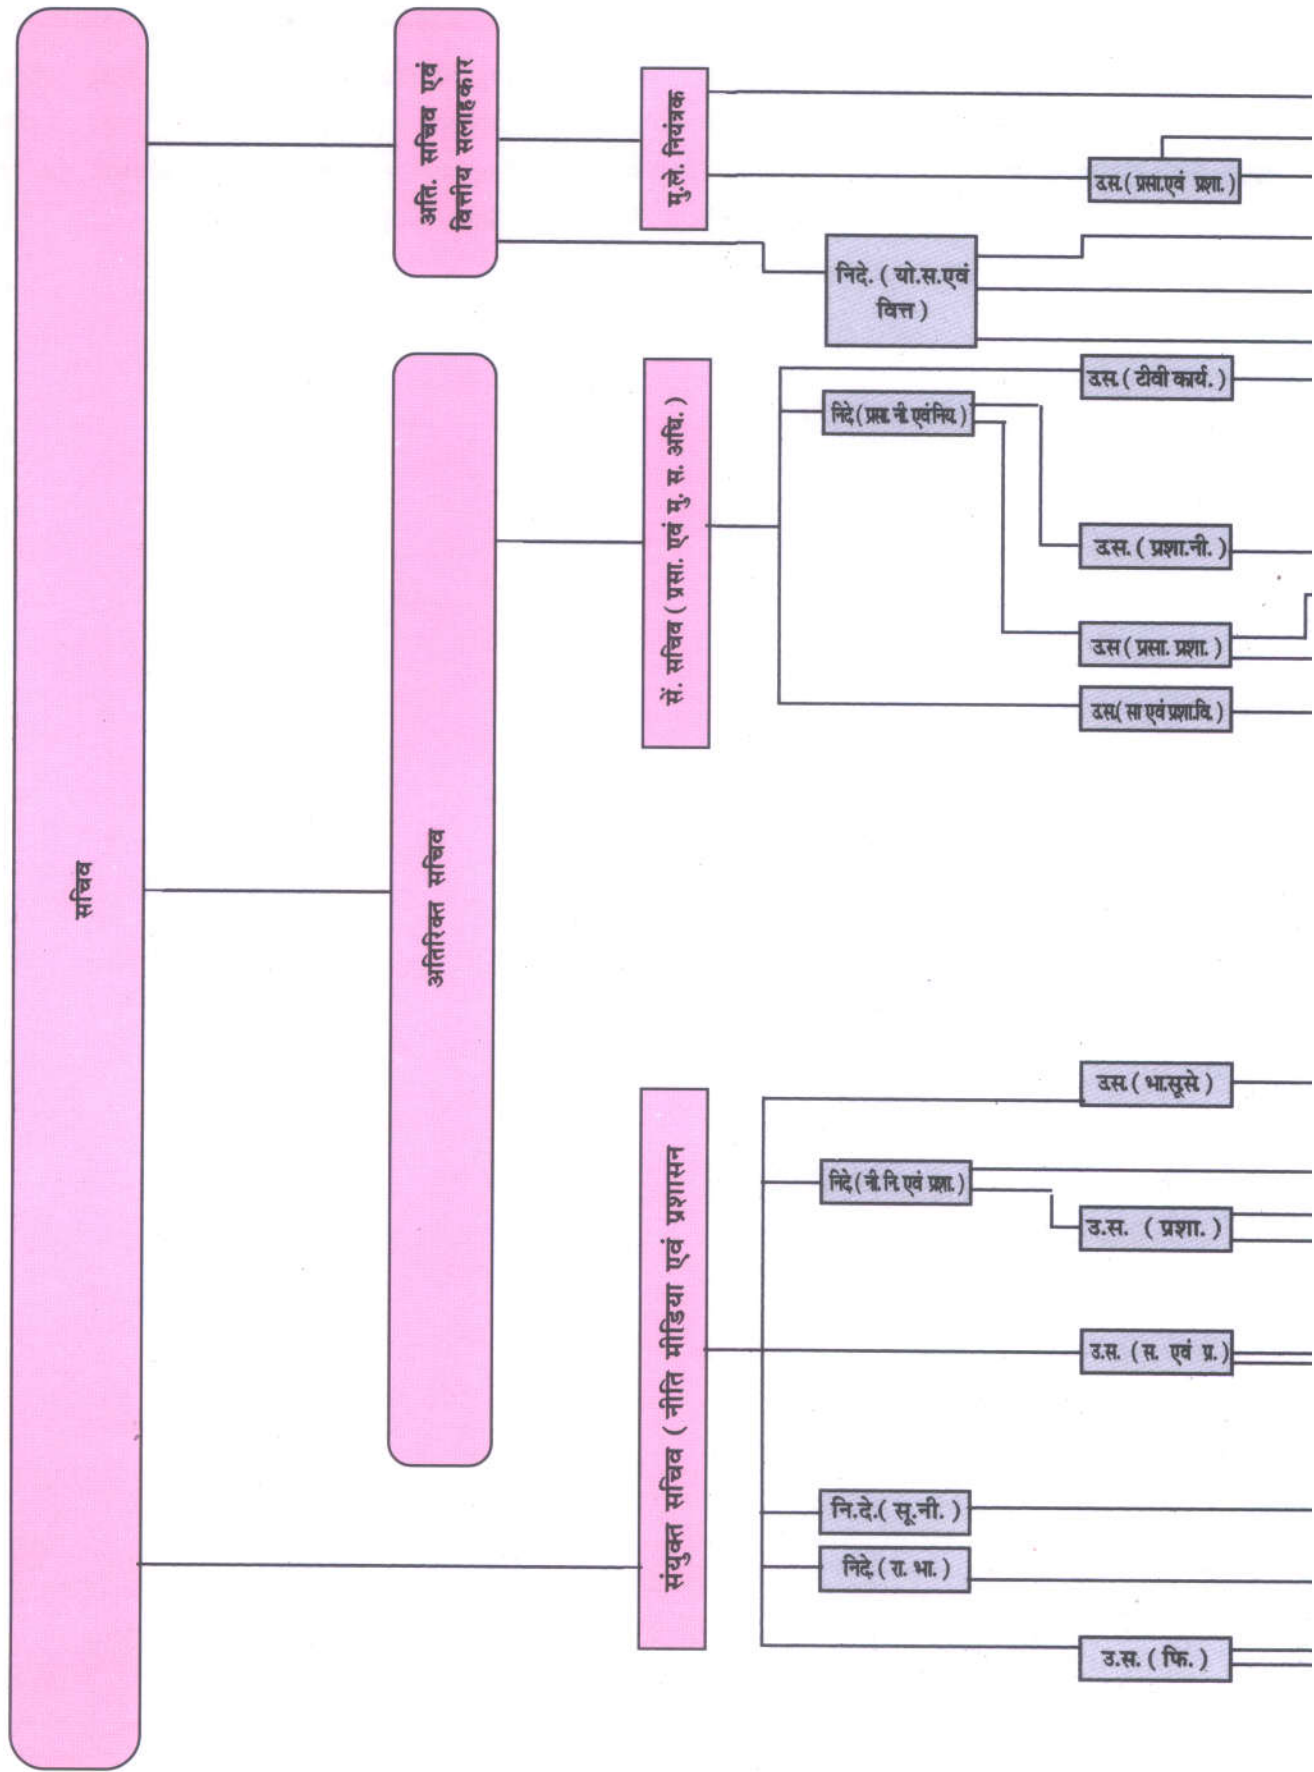 सचिव
अति. सचिव एवं
वित्तीय सलाहकार
अतिरिक्त सचिव
मु.ले. नियंत्रक
सें. सचिव ( प्रसा. एवं मु. स. अधि. )
संयुक्त सचिव ( नीति मीडिया एवं प्रशासन
निदे. ( यो.स.एवं
वित्त )
निदे ( प्रसा. नी. एवं निय. )
निदे ( नी. नि. एवं प्रशा. )
नि.दे.( सू.नी. )
निदे. ( रा. भा. )
उ.स. ( प्रसा.एवं प्रशा. )
उ.स. ( टीवी कार्य. )
उ.स. ( प्रशा.नी. )
उ.स ( प्रसा. प्रशा. )
उ.स.( सा एवं प्रशा.वि. )
उ.स. ( भा.सू.से. )
उ.स. ( प्रशा. )
उ.स. ( स. एवं प्र. )
उ.स. ( फि. )